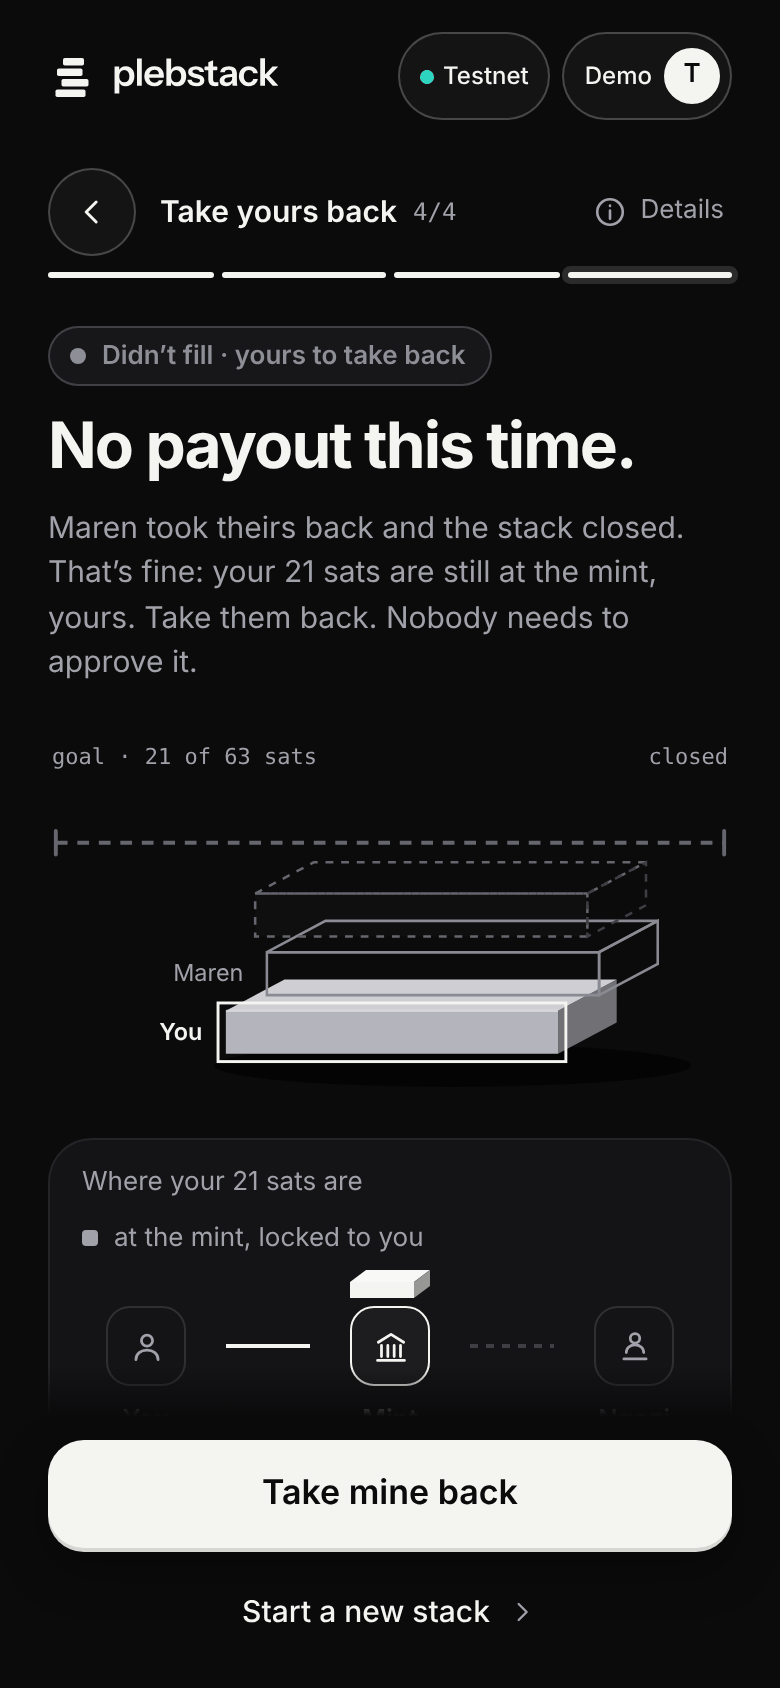 plebstack
Testnet
Demo
T
Take yours back 4/4
Details
Didn’t fill · yours to take back
No payout this time.
Maren took theirs back and the stack closed.
That’s fine: your 21 sats are still at the mint,
yours. Take them back. Nobody needs to
approve it.
goal · 21 of 63 sats
closed
Maren
You
Where your 21 sats are
at the mint, locked to you
Take mine back
Start a new stack